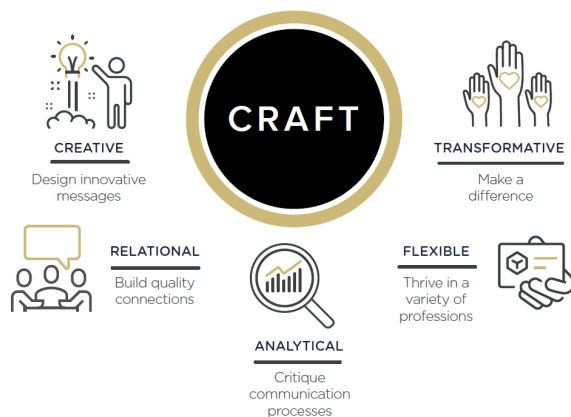 CRAFT
CREATIVE
Design innovative
messages
RELATIONAL
Build quality
connections
ANALYTICAL
Critique
communication
processes
FLEXIBLE
Thrive in a
variety of
professions
TRANSFORMATIVE
Make a
difference